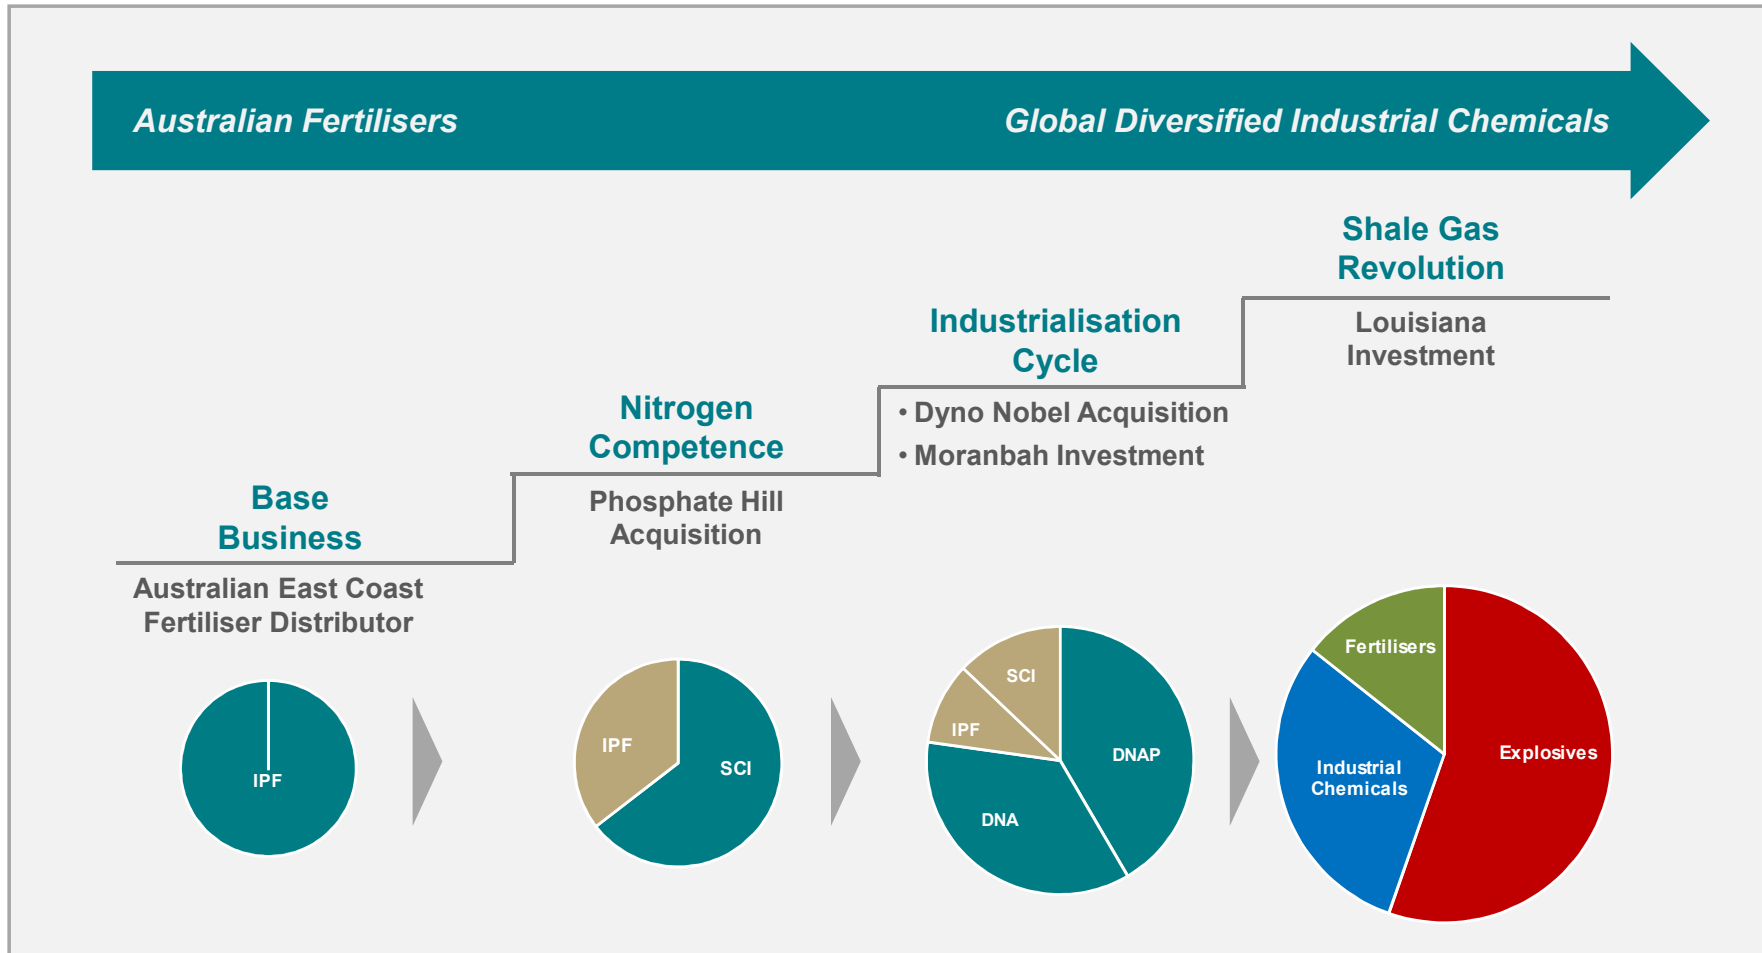 Australian Fertilisers
Global Diversified Industrial Chemicals
Base
Business
Australian East Coast
Fertiliser Distributor
Nitrogen
Competence
Phosphate Hill
Acquisition
Industrialisation
Cycle
• Dyno Nobel Acquisition
• Moranbah Investment
Shale Gas
Revolution
Louisiana
Investment
IPF
IPF
SCI
SCI
IPF
DNAP
DNA
Fertilisers
Explosives
Industrial
Chemicals